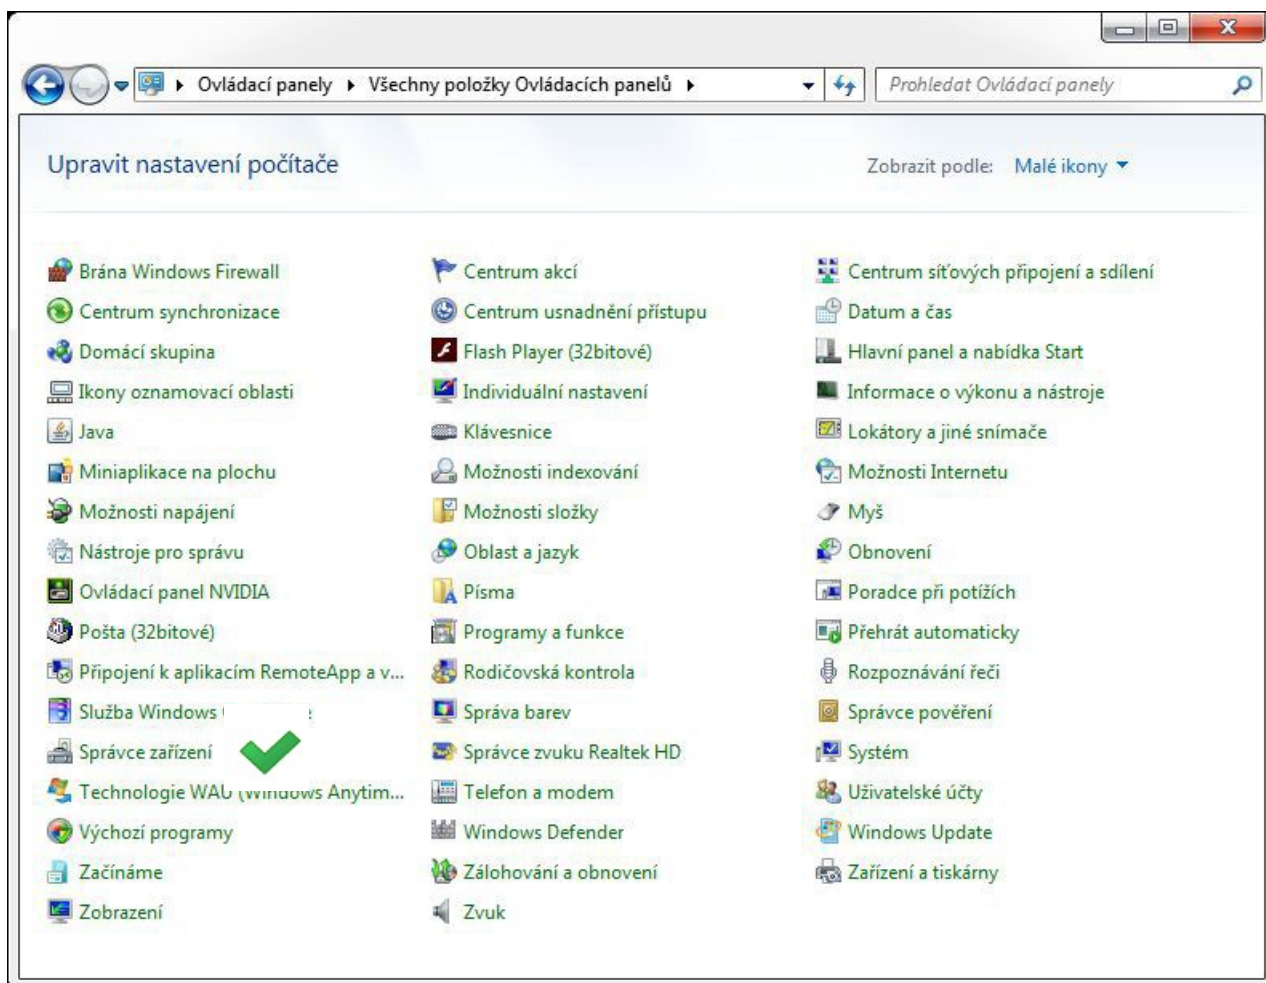 Ovládací panely Všechny položky Ovládacích panelů
Prohledat Ovládací panely
Upravit nastavení počítače
Zobrazit podle: Malé ikony
Brána Windows Firewall
Centrum synchronizace
Domácí skupina
Ikony oznamovací oblasti
Java
Miniaplikace na plochu
Možnosti napájení
Nástroje pro správu
Ovládací panel NVIDIA
Pošta (32bitové)
Připojení k aplikacím RemoteApp a v...
Služba Windows
Správce zařízení
Technologie WAU (Windows Anytim...
Výchozí programy
Začínáme
Zobrazení
Centrum akcí
Centrum usnadnění přístupu
Flash Player (32bitové)
Individuální nastavení
Klávesnice
Možnosti indexování
Možnosti složky
Oblast a jazyk
Písma
Programy a funkce
Rodičovská kontrola
Správa barev
Správce zvuku Realtek HD
Telefon a modem
Windows Defender
Zálohování a obnovení
Zvuk
Centrum síťových připojení a sdílení
Datum a čas
Hlavní panel a nabídka Start
Informace o výkonu a nástroje
Lokátory a jiné snímače
Možnosti Internetu
Myš
Obnovení
Poradce při potížích
Přehrát automaticky
Rozpoznávání řeči
Správce pověření
Systém
Uživatelské účty
Windows Update
Zařízení a tiskárny